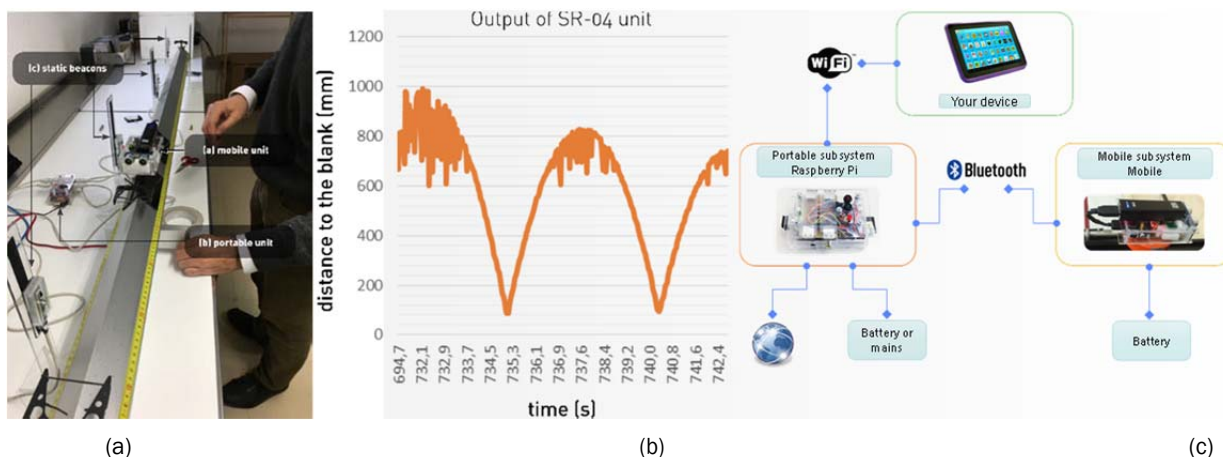 (c) static beacons
(a) mobile unit
(b) portable unit
(a)
Output of SR-04 unit
distance to the blank (mm)
1200
1000
800
600
400
200
0
694,7
732,1
732,9
733,7
734,5
735,3
736,1
736,9
737,6
738,4
739,2
740,0
740,8
741,6
742,4
time (s)
(b)
WiFi
Your device
Portable subsystem
Raspberry Pi
Bluetooth
Mobile subsystem
Mobile
Battery or
mains
Battery
(c)